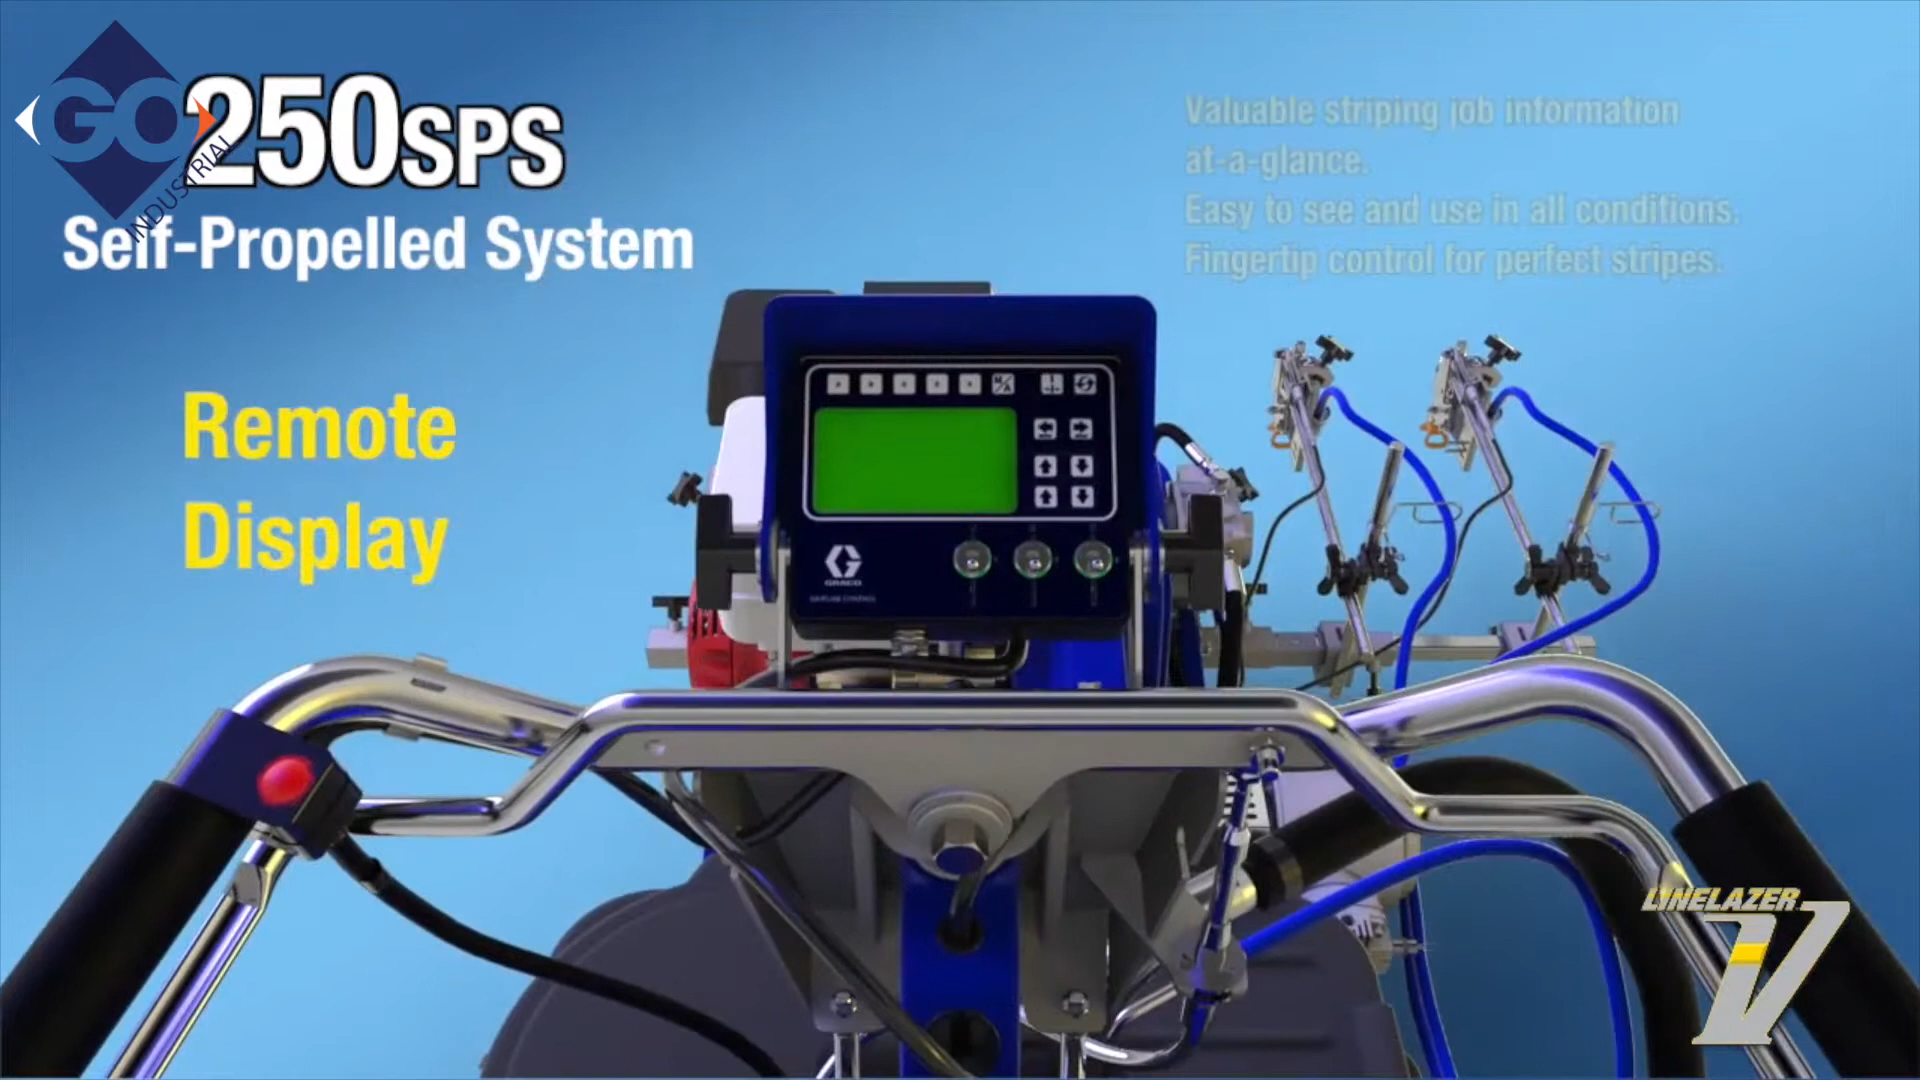 GO
INDUSTRIAL
250SPS
Self-Propelled System
Valuable striping job information
at-a-glance.
Easy to see and use in all conditions.
Fingertip control for perfect stripes.
Remote
Display
GRACO
LINELAZER
V